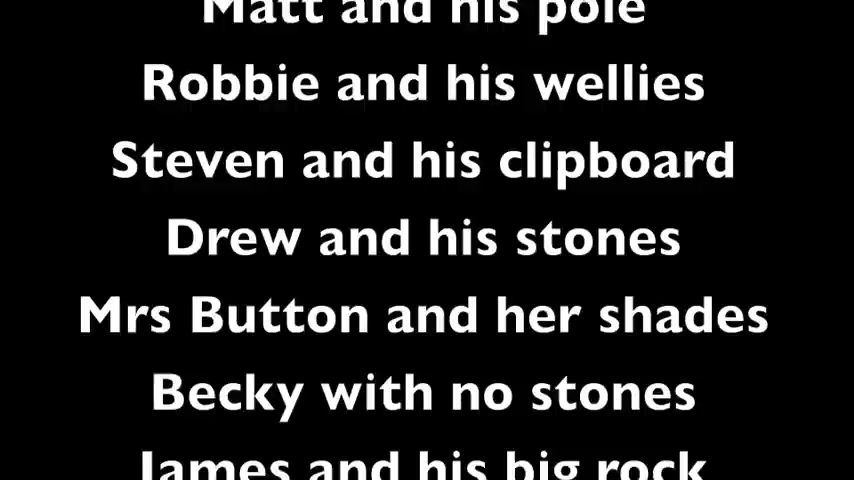 Matt and his pole
Robbie and his wellies
Steven and his clipboard
Drew and his stones
Mrs Button and her shades
Becky with no stones
James and his big rock